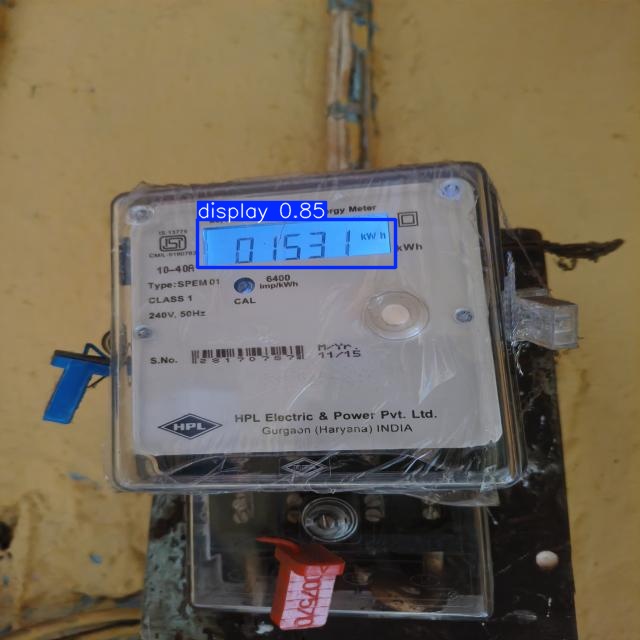 display 0.85
ergy Meter
IS 13779
ISI
01531 kW h
kWh
10-40A
Type:SPEM 01
6400
imp/kWh
CLASS 1
CAL
240V, 50Hz
M/Yr.
S.No.
11/15
HPL
HPL Electric & Power Pvt. Ltd.
Gurgaon (Haryana) INDIA